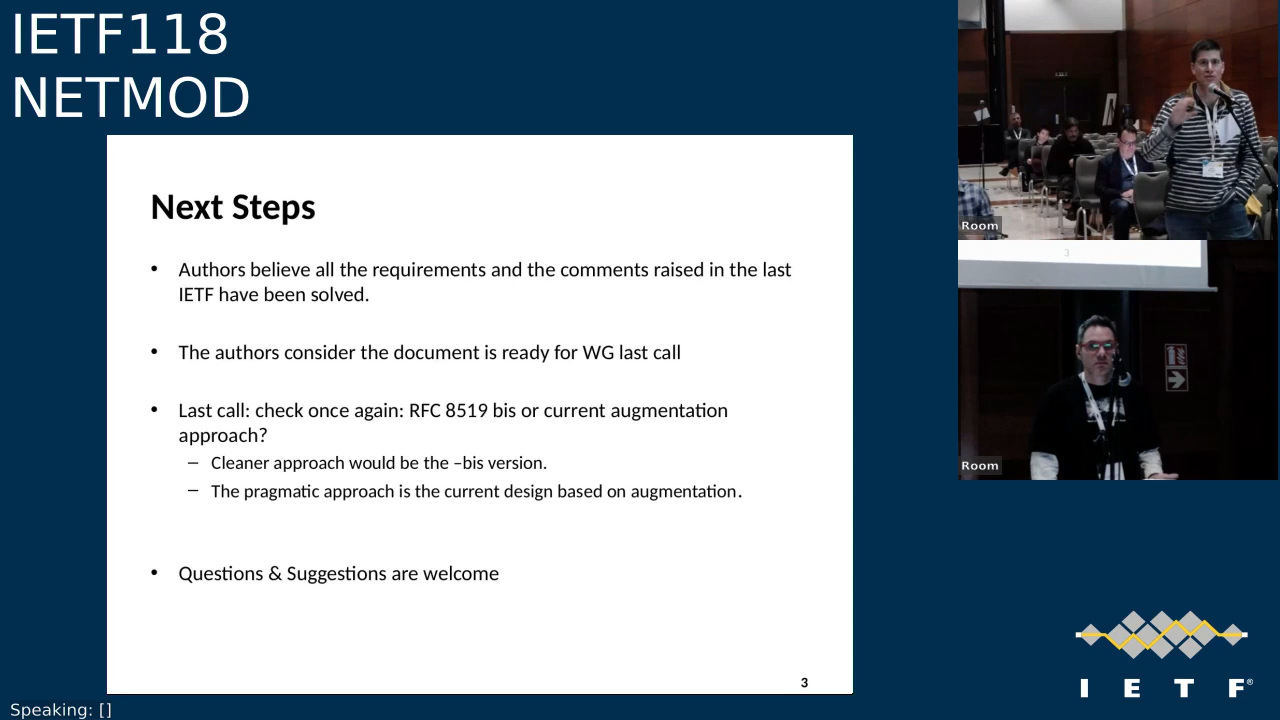 IETF118
NETMOD
Next Steps
• Authors believe all the requirements and the comments raised in the last
IETF have been solved.
• The authors consider the document is ready for WG last call
• Last call: check once again: RFC 8519 bis or current augmentation
approach?
– Cleaner approach would be the –bis version.
– The pragmatic approach is the current design based on augmentation.
• Questions & Suggestions are welcome
3
Room
3
Room
I E T F®
Speaking: []